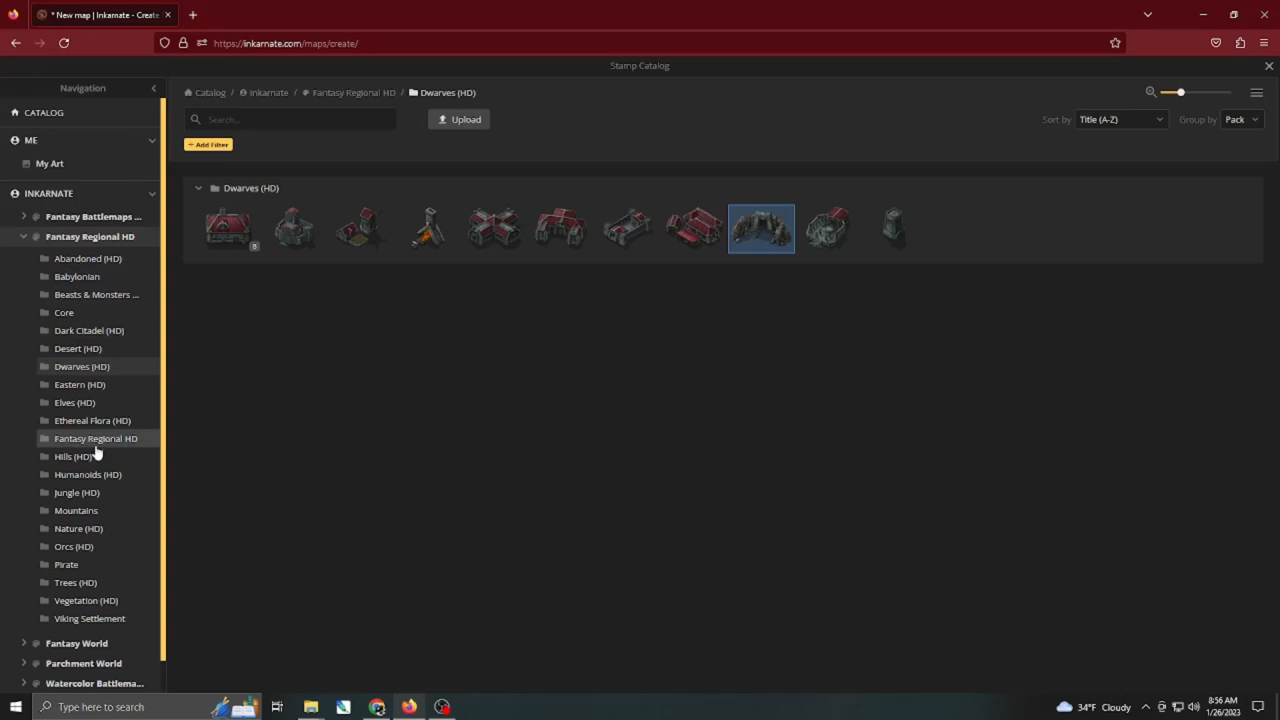 * New map | Inkarnate - Create
https://inkarnate.com/maps/create/
Stamp Catalog
Navigation
Catalog / Inkarnate / Fantasy Regional HD / Dwarves (HD)
CATALOG
Search...
Upload
Sort by Title (A-Z)
Group by Pack
+ Add Filter
ME
My Art
INKARNATE
Dwarves (HD)
8
Fantasy Battlemaps ...
Fantasy Regional HD
Abandoned (HD)
Babylonian
Beasts & Monsters ...
Core
Dark Citadel (HD)
Desert (HD)
Dwarves (HD)
Eastern (HD)
Elves (HD)
Ethereal Flora (HD)
Fantasy Regional HD
Hills (HD)
Humanoids (HD)
Jungle (HD)
Mountains
Nature (HD)
Orcs (HD)
Pirate
Trees (HD)
Vegetation (HD)
Viking Settlement
Fantasy World
Parchment World
Watercolor Battlema...
Type here to search
34°F Cloudy
8:56 AM
1/26/2023